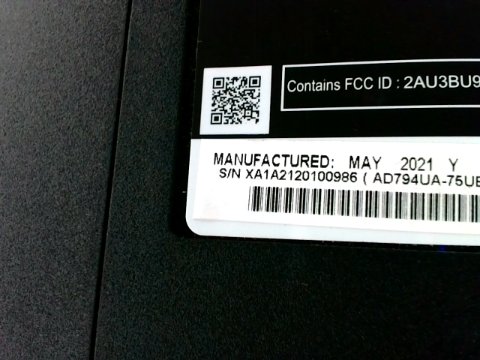 Contains FCC ID : 2AU3BU9
MANUFACTURED: MAY 2021 Y
S/N XA1A2120100986 ( AD794UA-75UE